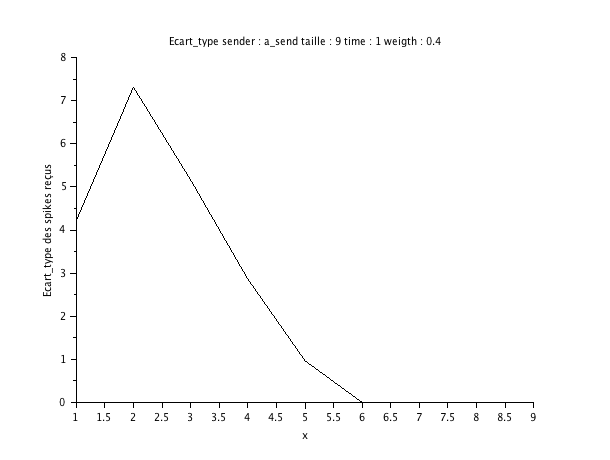 Ecart_type sender : a_send taille : 9 time : 1 weigth : 0.4
8
7
6
5
4
3
2
1
0
Ecart_type des spikes reçus
1 1.5 2 2.5 3 3.5 4 4.5 5 5.5 6 6.5 7 7.5 8 8.5 9
x